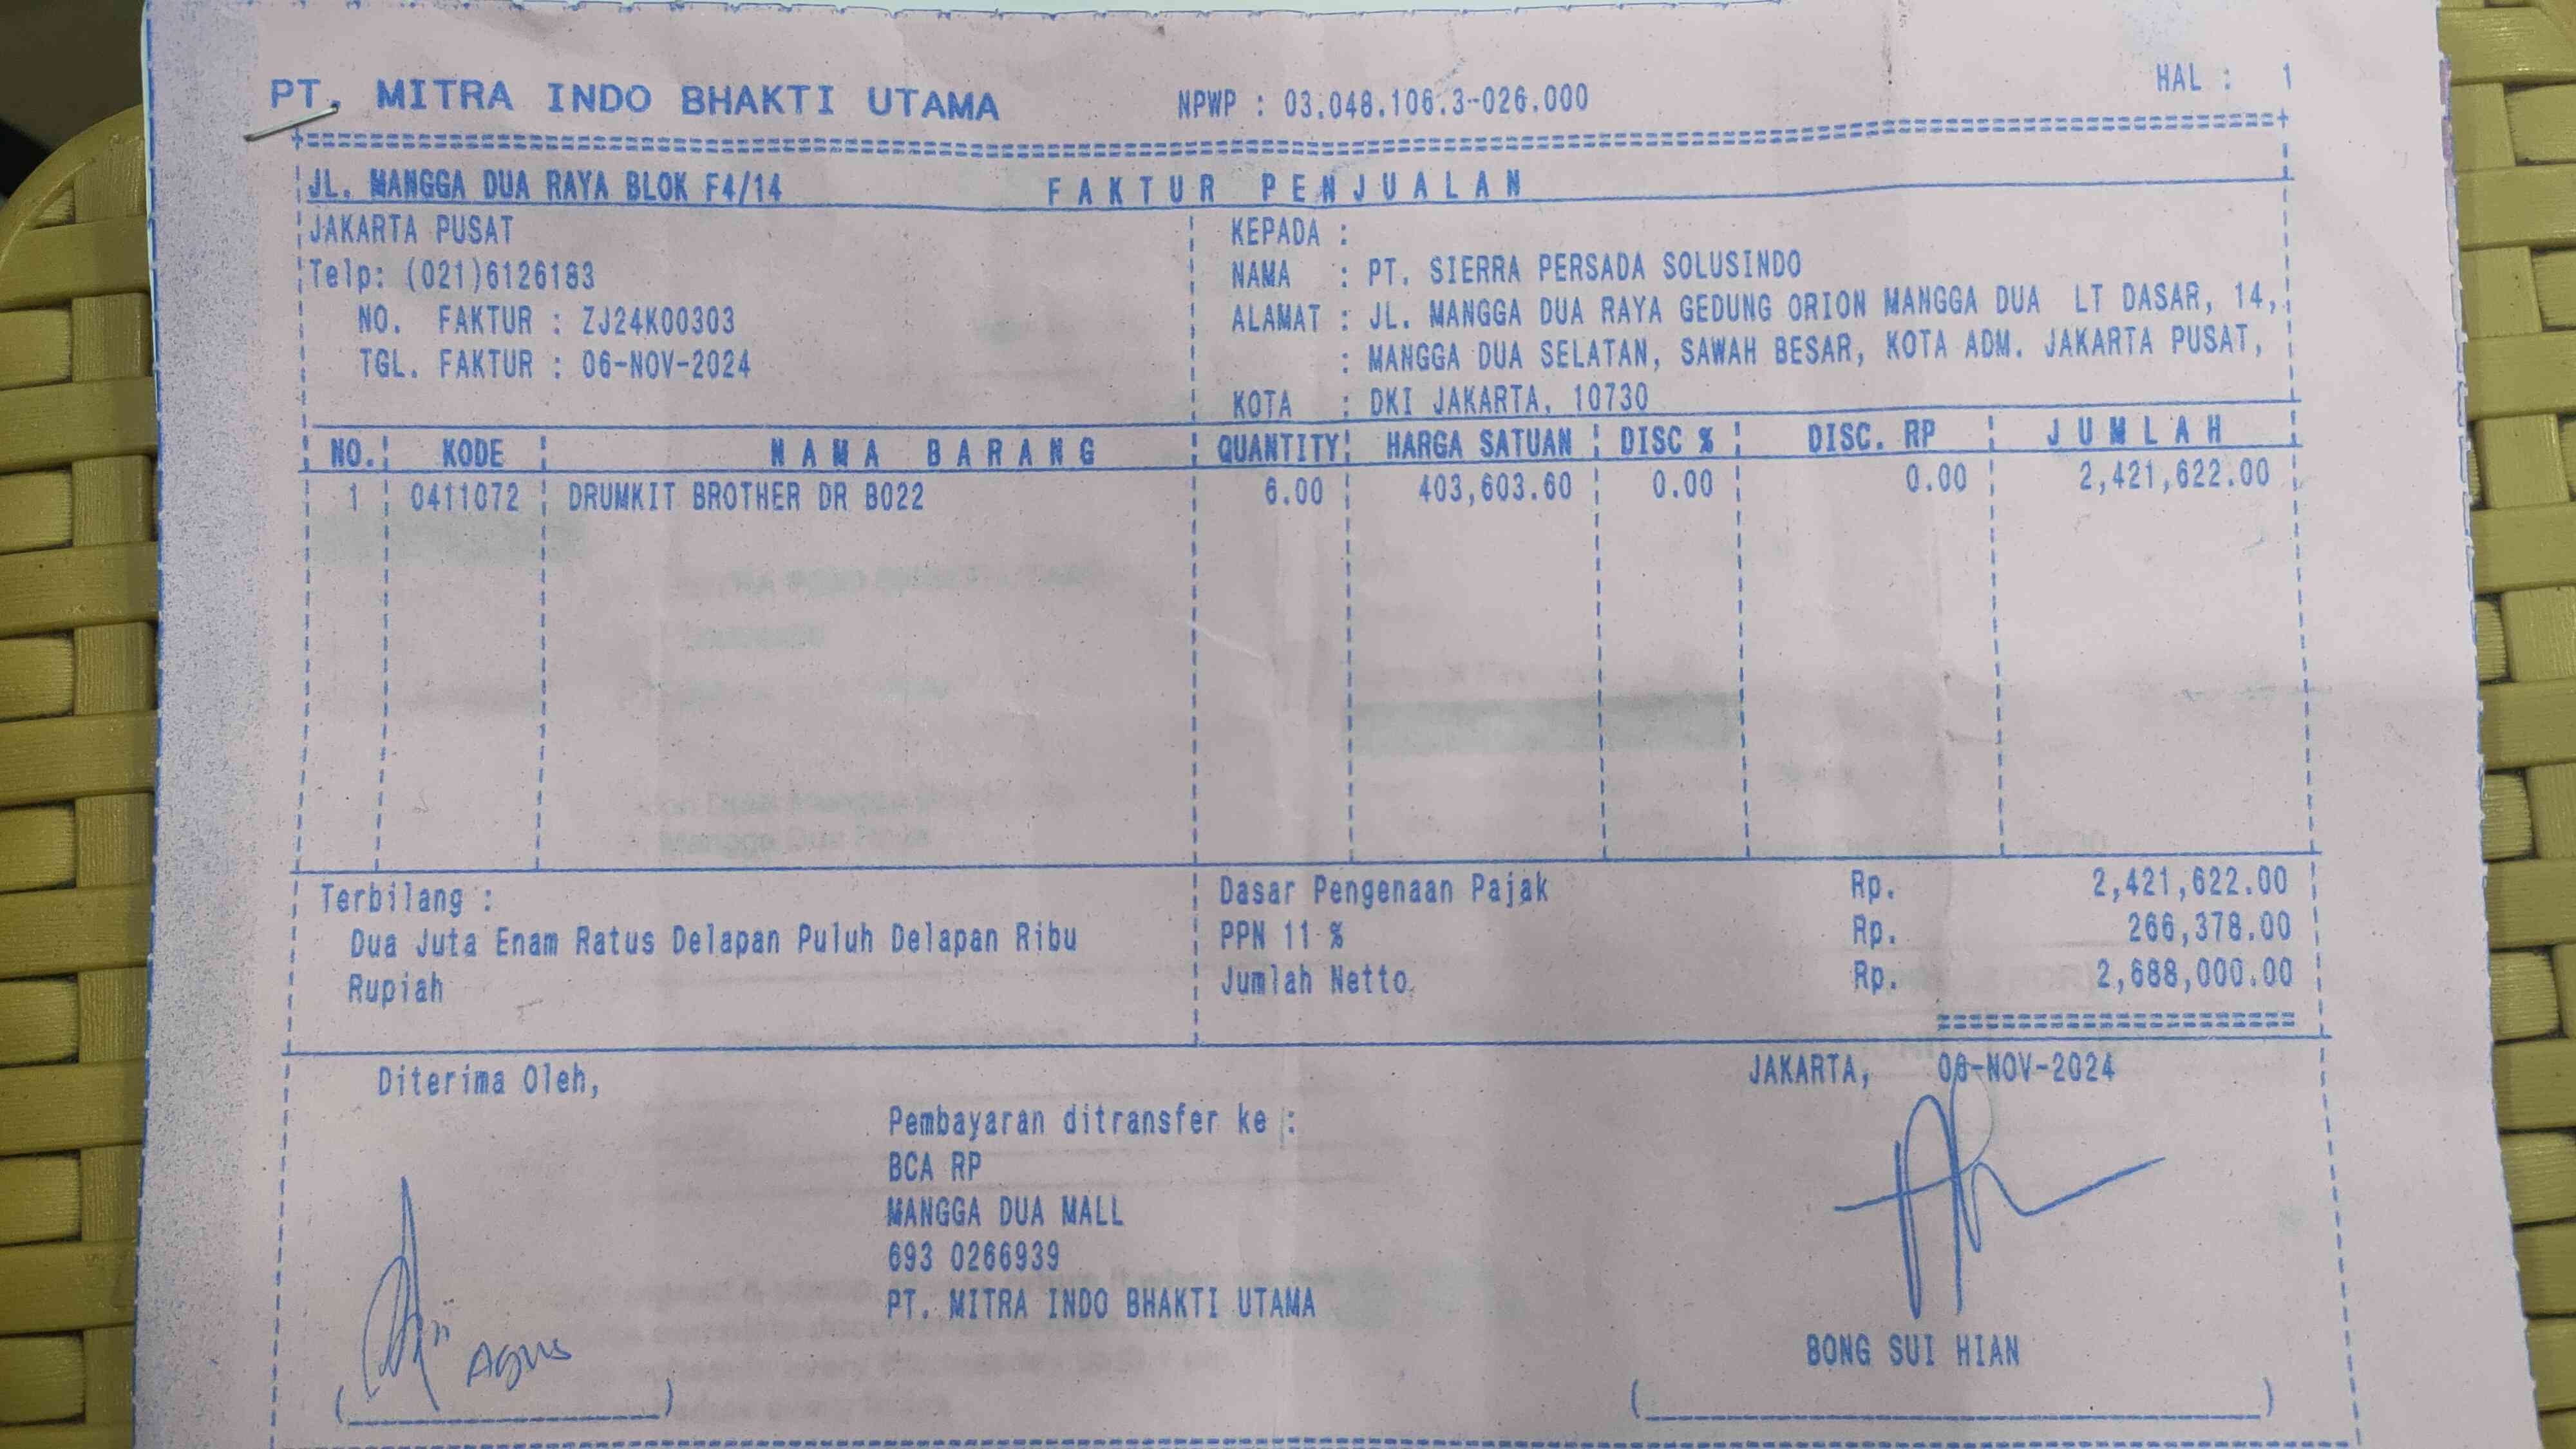 PT. MITRA INDO BHAKTI UTAMA NPWP : 03.048.106.3-026.000 HAL : 1
JL. MANGGA DUA RAYA BLOK F4/14 FAKTUR PENJUALAN
JAKARTA PUSAT
Telp: (021)6126183
NO. FAKTUR : ZJ24K00303
TGL. FAKTUR : 06-NOV-2024
KEPADA :
NAMA : PT. SIERRA PERSADA SOLUSINDO
ALAMAT : JL. MANGGA DUA RAYA GEDUNG ORION MANGGA DUA LT DASAR, 14,
: MANGGA DUA SELATAN, SAWAH BESAR, KOTA ADM. JAKARTA PUSAT,
KOTA : DKI JAKARTA, 10730
NO. KODE NAMA BARANG QUANTITY HARGA SATUAN DISC % DISC. RP JUMLAH
1 0411072 DRUMKIT BROTHER DR B022 6.00 403,603.60 0.00 0.00 2,421,622.00
Terbilang :
Dua Juta Enam Ratus Delapan Puluh Delapan Ribu
Rupiah
Dasar Pengenaan Pajak Rp. 2,421,622.00
PPN 11 % Rp. 266,378.00
Jumlah Netto Rp. 2,688,000.00
Diterima Oleh,
JAKARTA, 06-NOV-2024
Pembayaran ditransfer ke :
BCA RP
MANGGA DUA MALL
693 0266939
PT. MITRA INDO BHAKTI UTAMA
Agus
BONG SUI HIAN